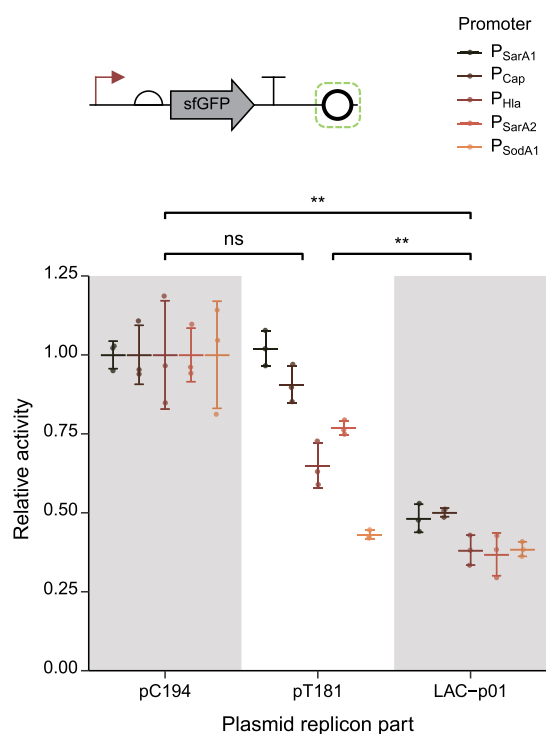 Promoter
PSarA1
PCap
PHla
PSarA2
PSodA1
sfGFP
**
ns **
1.25
1.00
0.75
0.50
0.25
0.00
Relative activity
pC194 pT181 LAC−p01
Plasmid replicon part